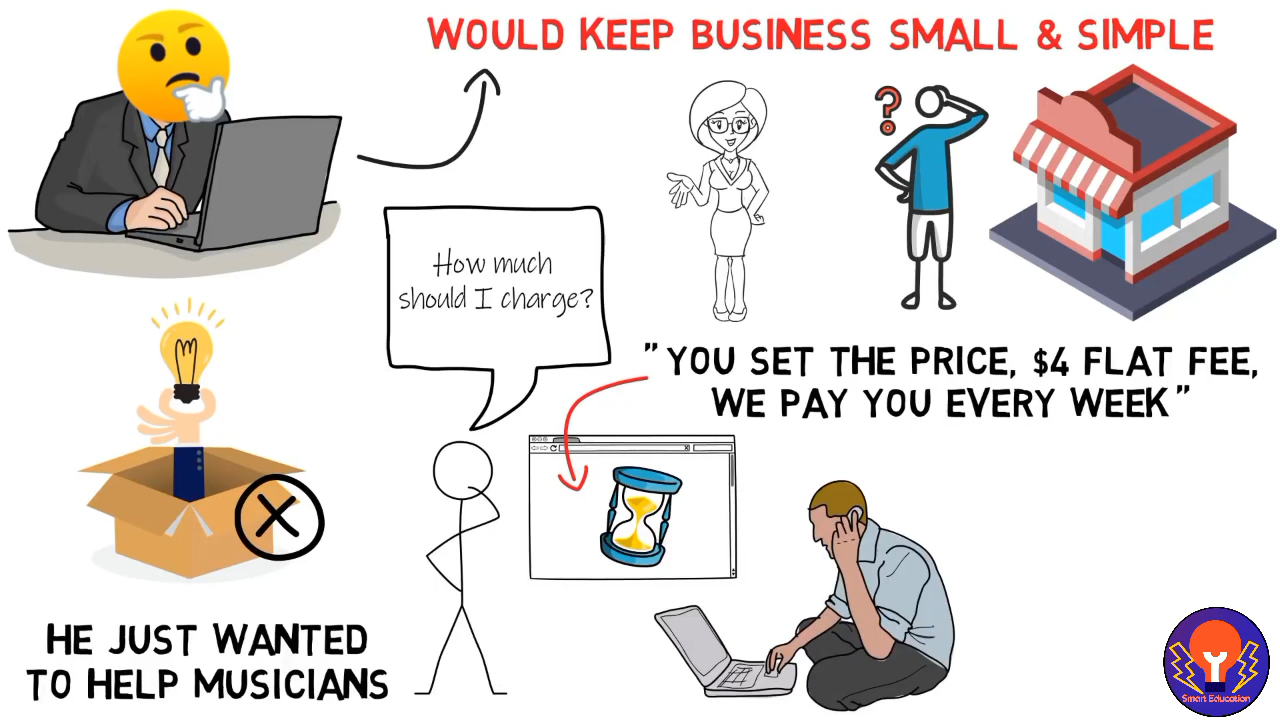 WOULD KEEP BUSINESS SMALL & SIMPLE
?
How much
should I charge?
"YOU SET THE PRICE, $4 FLAT FEE,
WE PAY YOU EVERY WEEK"
HE JUST WANTED
TO HELP MUSICIANS
Smart Education